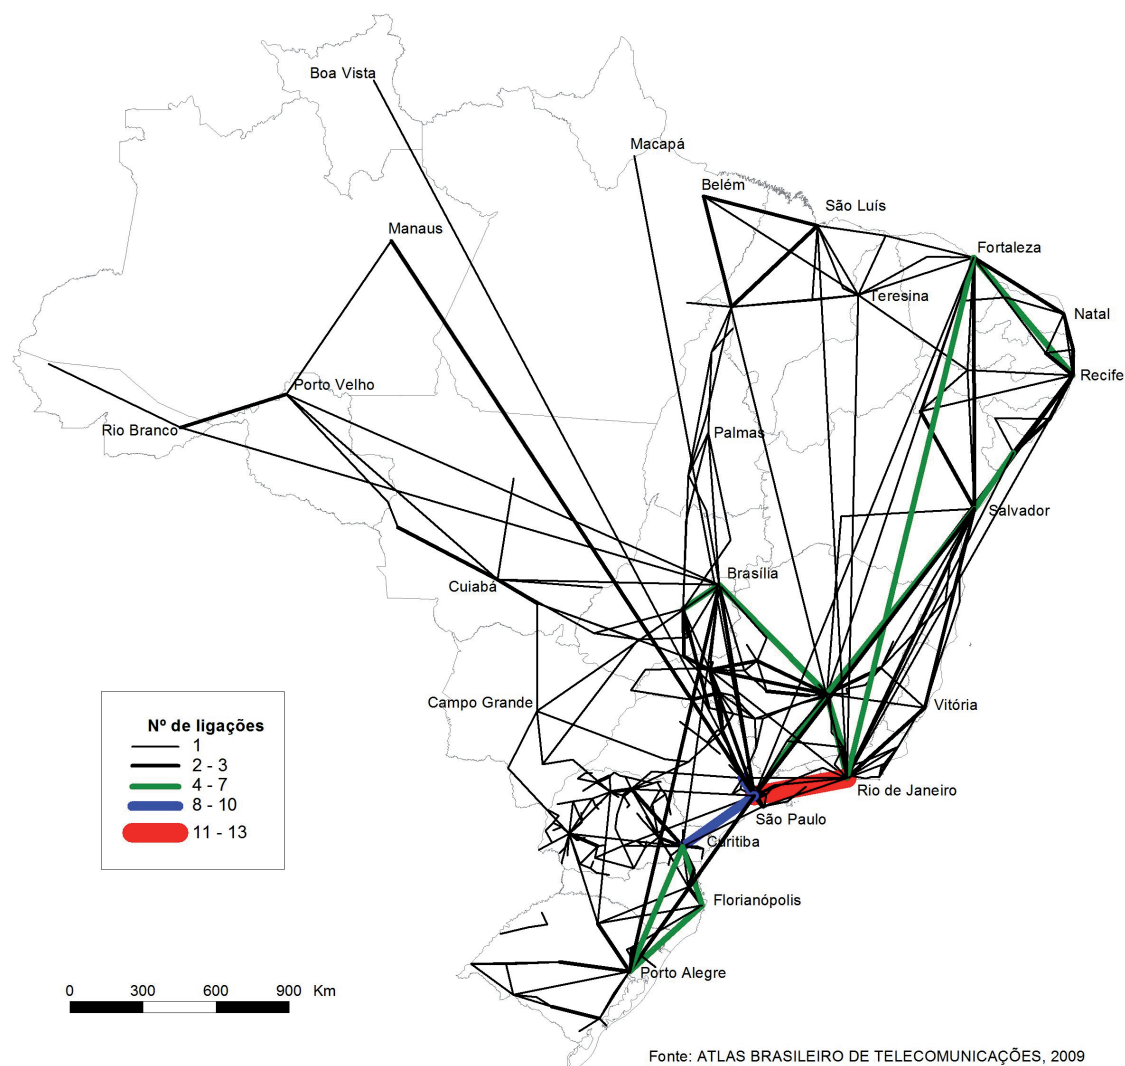 Boa Vista
Macapá
Belém
São Luís
Manaus
Fortaleza
Teresina
Natal
Recife
Porto Velho
Rio Branco
Palmas
Salvador
Brasília
Cuiabá
Campo Grande
Vitória
Nº de ligações
1
2 - 3
4 - 7
8 - 10
11 - 13
Rio de Janeiro
São Paulo
Curitiba
Florianópolis
Porto Alegre
0 300 600 900 Km
Fonte: ATLAS BRASILEIRO DE TELECOMUNICAÇÕES, 2009